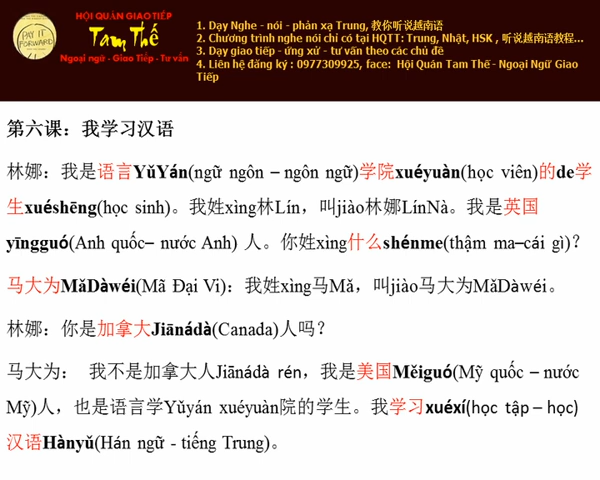 PAY IT
FORWARD
HỘI QUÁN GIAO TIẾP
Tam Thế
Ngoại ngữ - Giao Tiếp - Tư vấn
1. Dạy Nghe - nói - phản xạ Trung, 教你听说越南语
2. Chương trình nghe nói chỉ có tại HQTT: Trung, Nhật, HSK , 听说越南语教程...
3. Dạy giao tiếp - ứng xử - tư vấn theo các chủ đề
4. Liên hệ đăng ký : 0977309925, face: Hội Quán Tam Thế - Ngoại Ngữ Giao
Tiếp
第六课：我学习汉语
林娜：我是语言YǔYán(ngữ ngôn – ngôn ngữ)学院xuéyuàn(học viên)的de学
生xuéshēng(học sinh)。我姓xìng林Lín，叫jiào林娜LínNà。我是英国
yīngguó(Anh quốc– nước Anh) 人。你姓xìng什么shénme(thậm ma–cái gì)？
马大为MǎDàwéi(Mã Đại Vi)：我姓xìng马Mǎ，叫jiào马大为MǎDàwéi。
林娜：你是加拿大Jiānádà(Canada)人吗？
马大为： 我不是加拿大人Jiānádà rén，我是美国Měiguó(Mỹ quốc – nước
Mỹ)人，也是语言学Yǔyán xuéyuàn院的学生。我学习xuéxí(học tập – học)
汉语Hànyǔ(Hán ngữ - tiếng Trung)。